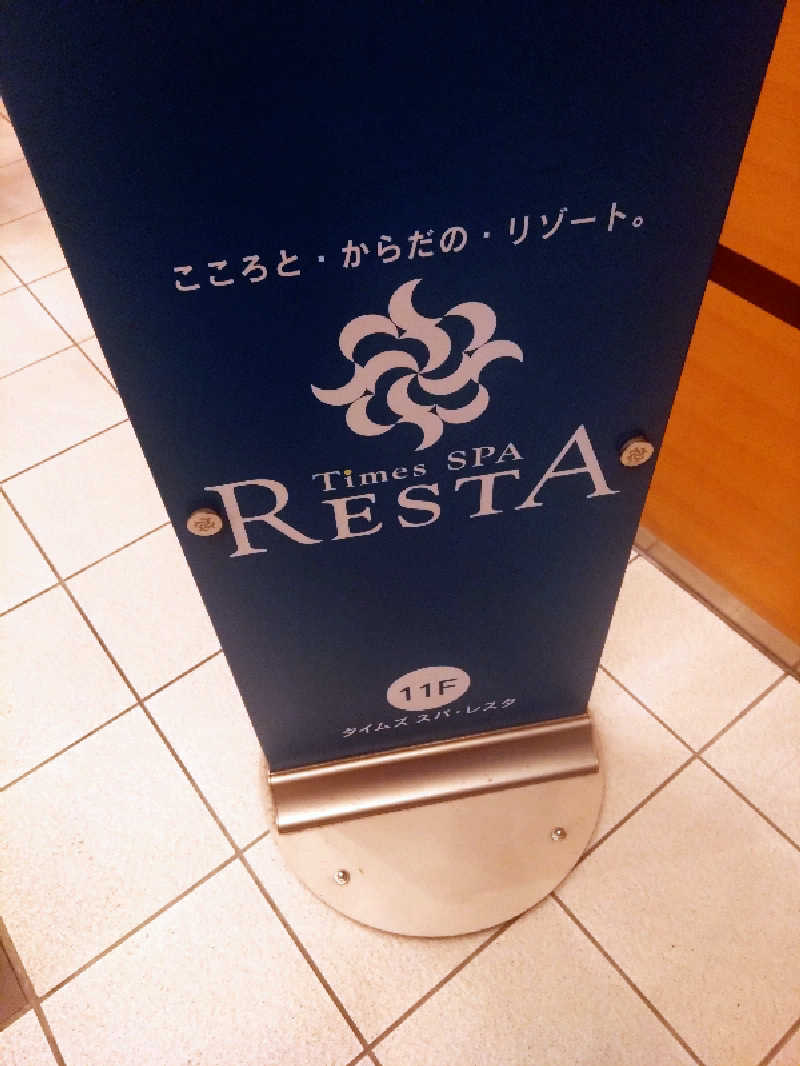 こころと・からだの・リゾート。
Times SPA
RESTA
11F
タイムズ スパ・レスタ